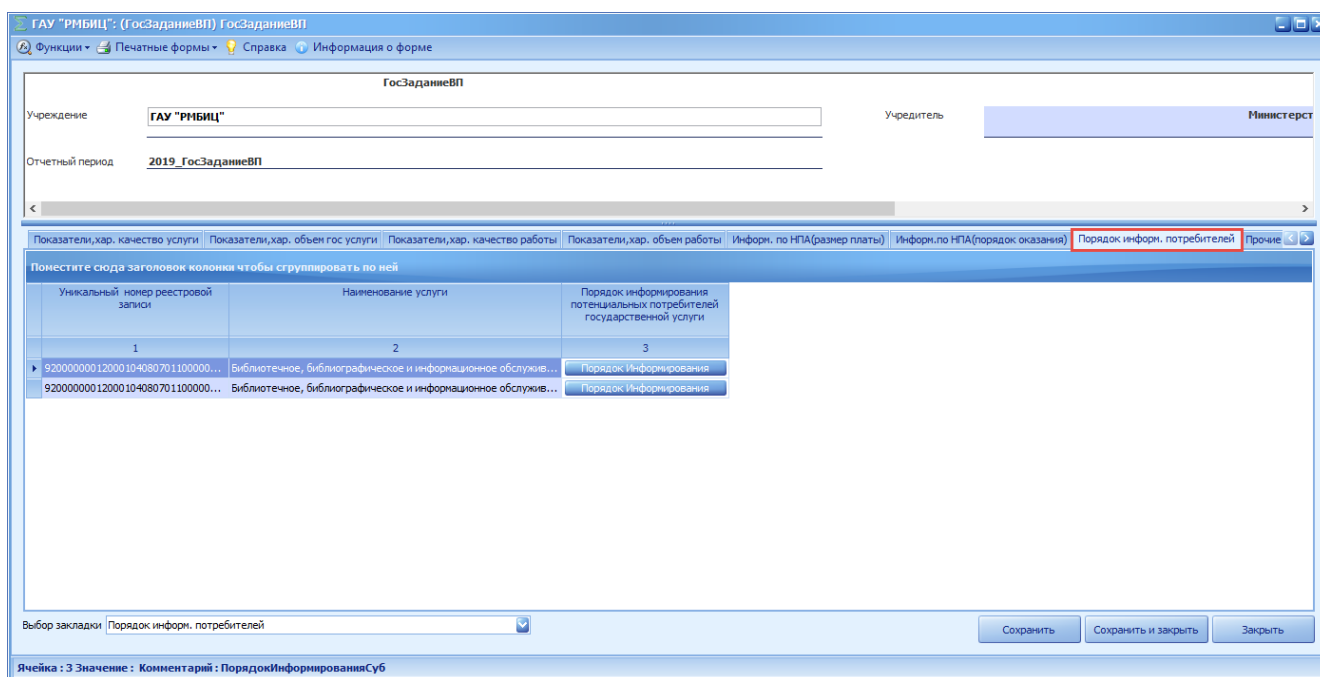 ГАУ "РМБИЦ": (ГосЗаданиеВП) ГосЗаданиеВП
Функции Печатные формы Справка Информация о форме
ГосЗаданиеВП
Учреждение ГАУ "РМБИЦ" Учредитель Министерст
Отчетный период 2019_ГосЗаданиеВП
Показатели,хар. качество услуги Показатели,хар. объем гос услуги Показатели,хар. качество работы Показатели,хар. объем работы Информ. по НПА(размер платы) Информ.по НПА(порядок оказания) Порядок информ. потребителей Прочие
Поместите сюда заголовок колонки чтобы сгруппировать по ней
Уникальный номер реестровой
записи
Наименование услуги
Порядок информирования
потенциальных потребителей
государственной услуги
1 2 3
92000000012000104080701100000... Библиотечное, библиографическое и информационное обслужив... Порядок Информирования
92000000012000104080701100000... Библиотечное, библиографическое и информационное обслужив... Порядок Информирования
Выбор закладки Порядок информ. потребителей Сохранить Сохранить и закрыть Закрыть
Ячейка : 3 Значение : Комментарий : ПорядокИнформированияСуб